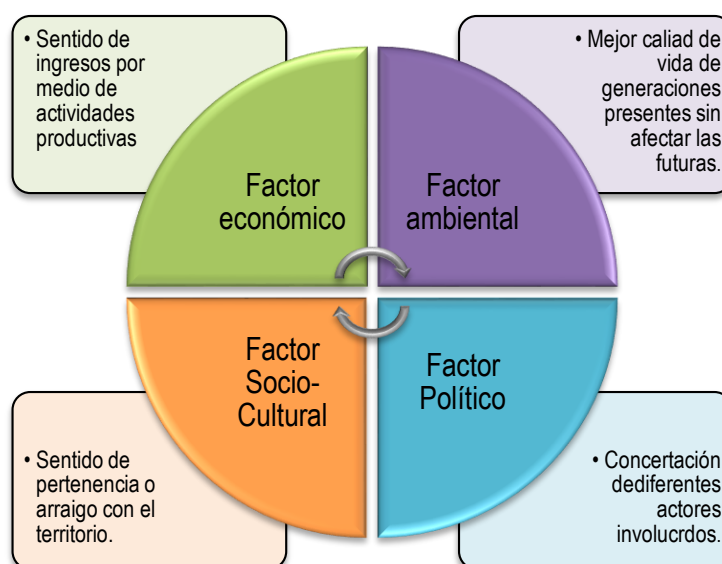 • Sentido de
ingresos por
medio de
actividades
productivas
• Mejor caliad de
vida de
generaciones
presentes sin
afectar las
futuras.
Factor
económico
Factor
ambiental
Factor
Socio-
Cultural
Factor
Político
• Sentido de
pertenencia o
arraigo con el
territorio.
• Concertación
dediferentes
actores
involucrdos.